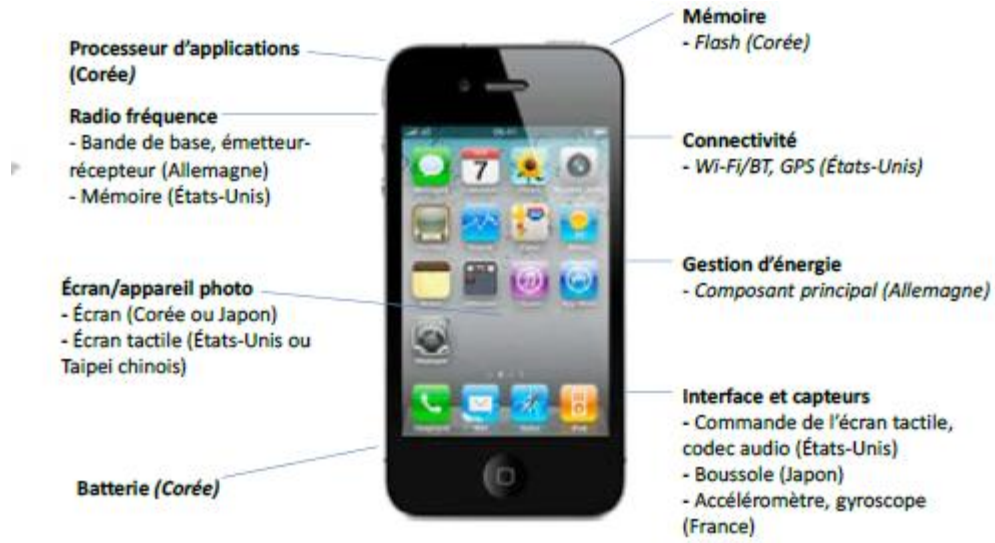 Processeur d'applications
(Corée)
Radio fréquence
- Bande de base, émetteur-
récepteur (Allemagne)
- Mémoire (États-Unis)
Écran/appareil photo
- Écran (Corée ou Japon)
- Écran tactile (États-Unis ou
Taipei chinois)
Batterie (Corée)
7
Mémoire
- Flash (Corée)
Connectivité
- Wi-Fi/BT, GPS (États-Unis)
Gestion d'énergie
- Composant principal (Allemagne)
Interface et capteurs
- Commande de l'écran tactile,
codec audio (États-Unis)
- Boussole (Japon)
- Accéléromètre, gyroscope
(France)